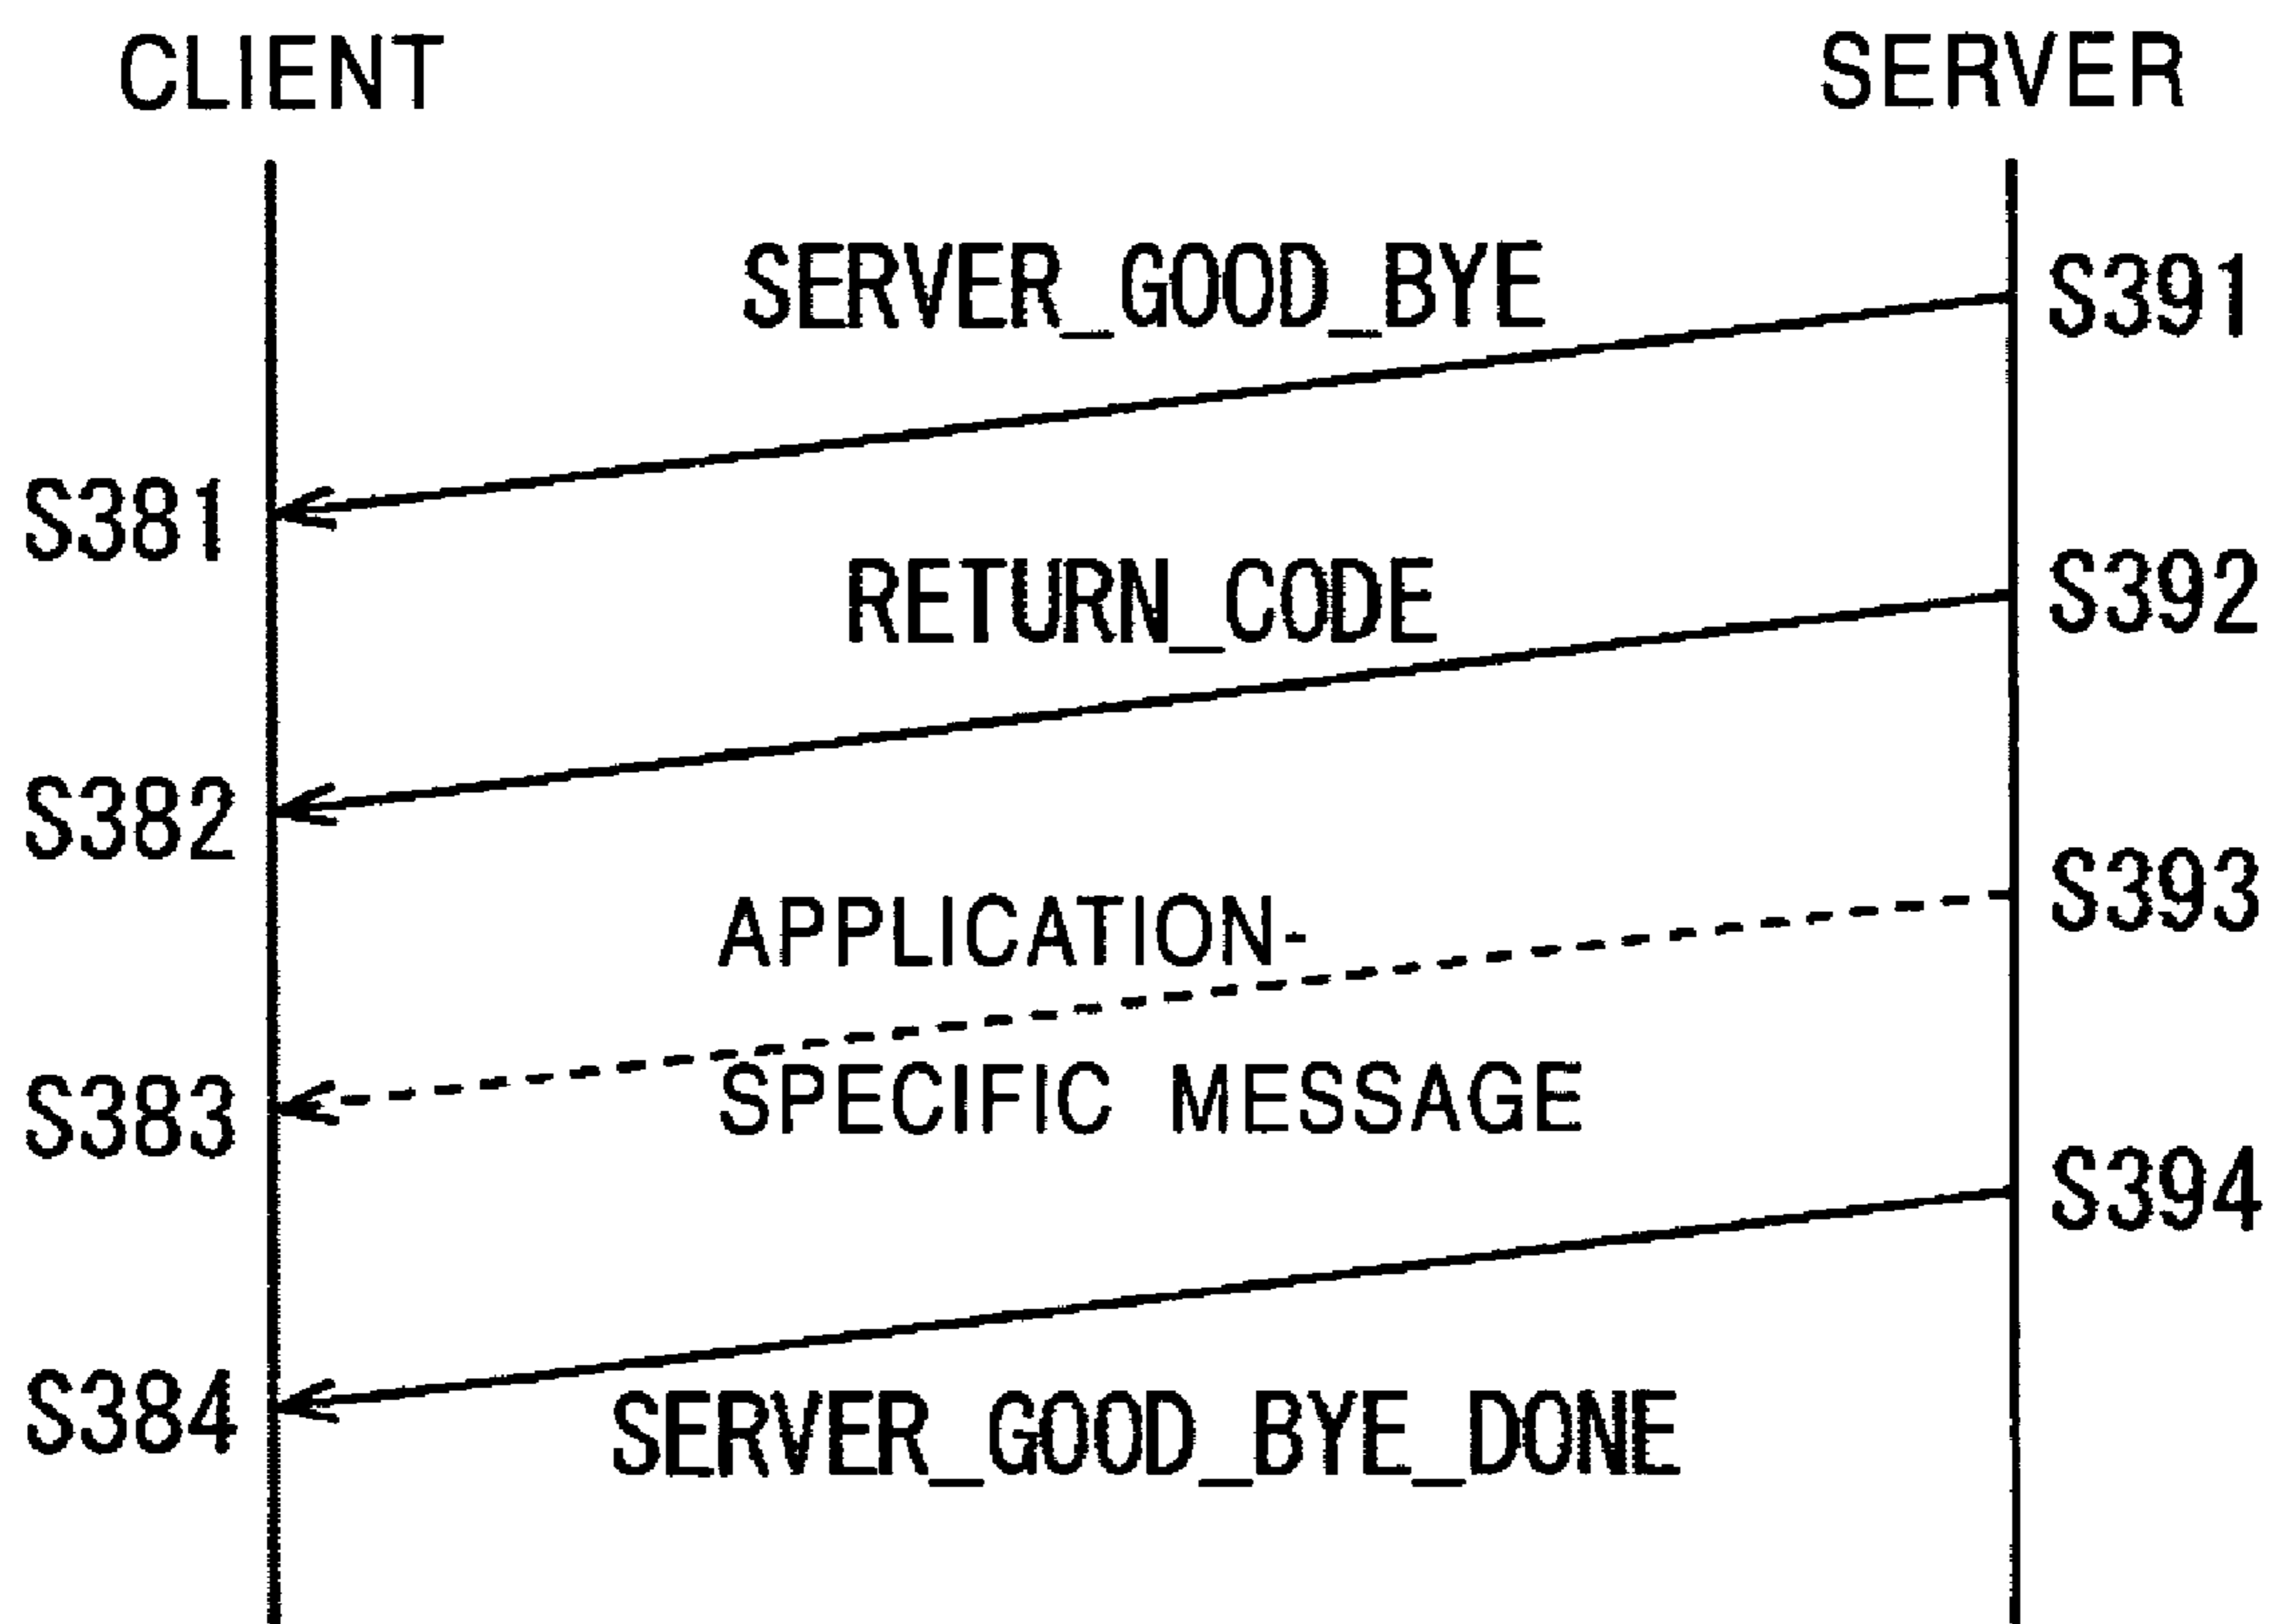 CLIENT
SERVER
SERVER_GOOD_BYE
S391
S381
RETURN_CODE
S392
S382
APPLICATION-
S393
SPECIFIC MESSAGE
S383
S394
S384
SERVER_GOOD_BYE_DONE